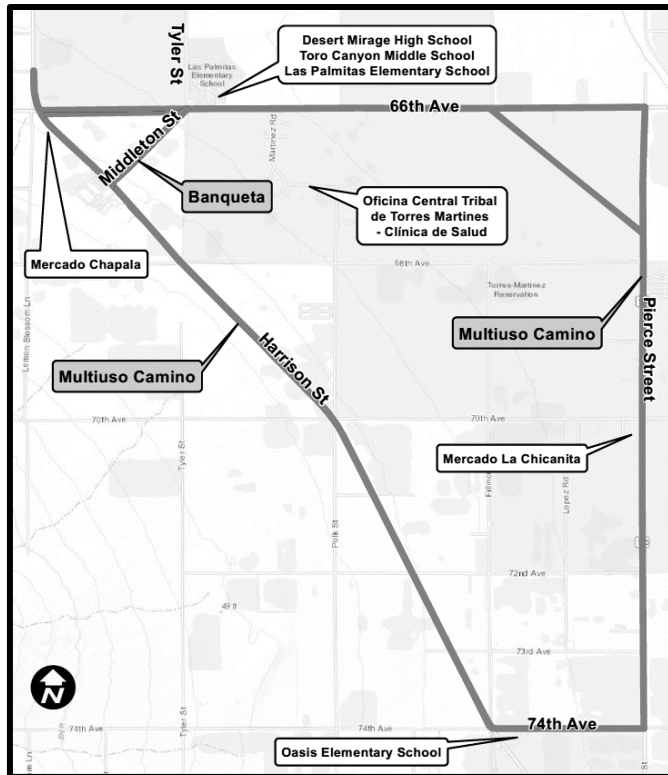 Tyler St
Desert Mirage High School
Toro Canyon Middle School
Las Palmitas Elementary School
Las Palmitas
Elementary
School
66th Ave
Middleton St
Martinez Rd
Banqueta
Oficina Central Tribal
de Torres Martines
- Clínica de Salud
Mercado Chapala
68th Ave
Torres-Martinez
Reservation
Lemon Blossom Ln
Multiuso Camino
Pierce Street
Multiuso Camino
Harrison St
70th Ave
70th Ave
Tyler St
Mercado La Chicanita
Lopez Rd
Polk St
72nd Ave
49 ft
73rd Ave
N
Tyler St
74th Ave
74th Ave
74th Ave
Oasis Elementary School